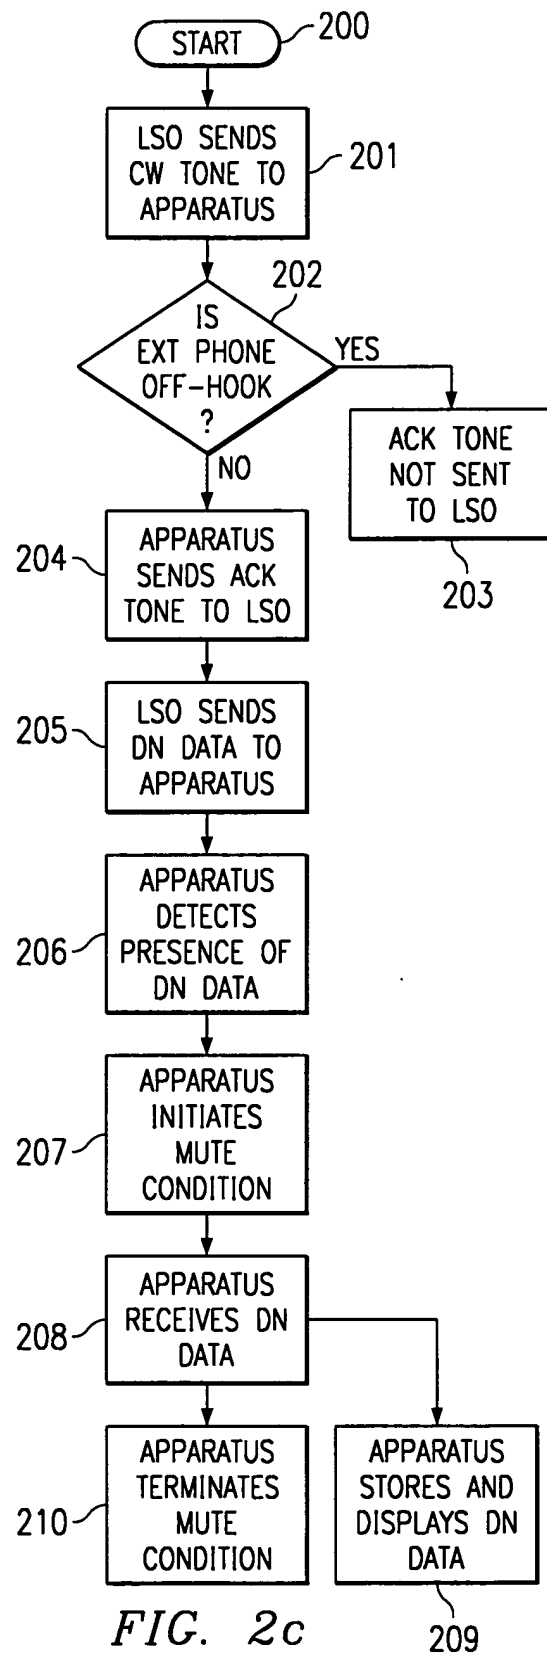 START
200
LSO SENDS
CW TONE TO
APPARATUS
201
202
IS
EXT PHONE
OFF-HOOK
?
YES
NO
ACK TONE
NOT SENT
TO LSO
203
204
APPARATUS
SENDS ACK
TONE TO LSO
205
LSO SENDS
DN DATA TO
APPARATUS
206
APPARATUS
DETECTS
PRESENCE OF
DN DATA
207
APPARATUS
INITIATES
MUTE
CONDITION
208
APPARATUS
RECEIVES DN
DATA
210
APPARATUS
TERMINATES
MUTE
CONDITION
APPARATUS
STORES AND
DISPLAYS DN
DATA
209
FIG. 2c